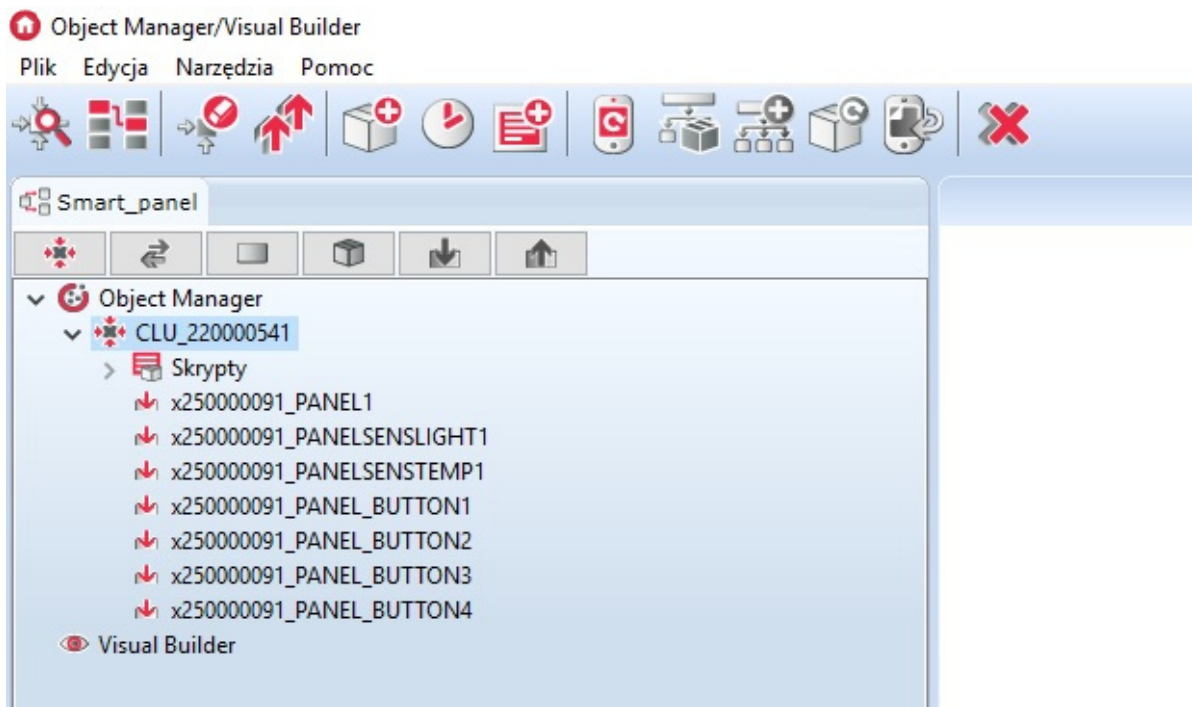 Object Manager/Visual Builder
Plik Edycja Narzędzia Pomoc
Smart_panel
Object Manager
CLU_220000541
Skrypty
x250000091_PANEL1
x250000091_PANELSENSLIGHT1
x250000091_PANELSENSTEMP1
x250000091_PANEL_BUTTON1
x250000091_PANEL_BUTTON2
x250000091_PANEL_BUTTON3
x250000091_PANEL_BUTTON4
Visual Builder